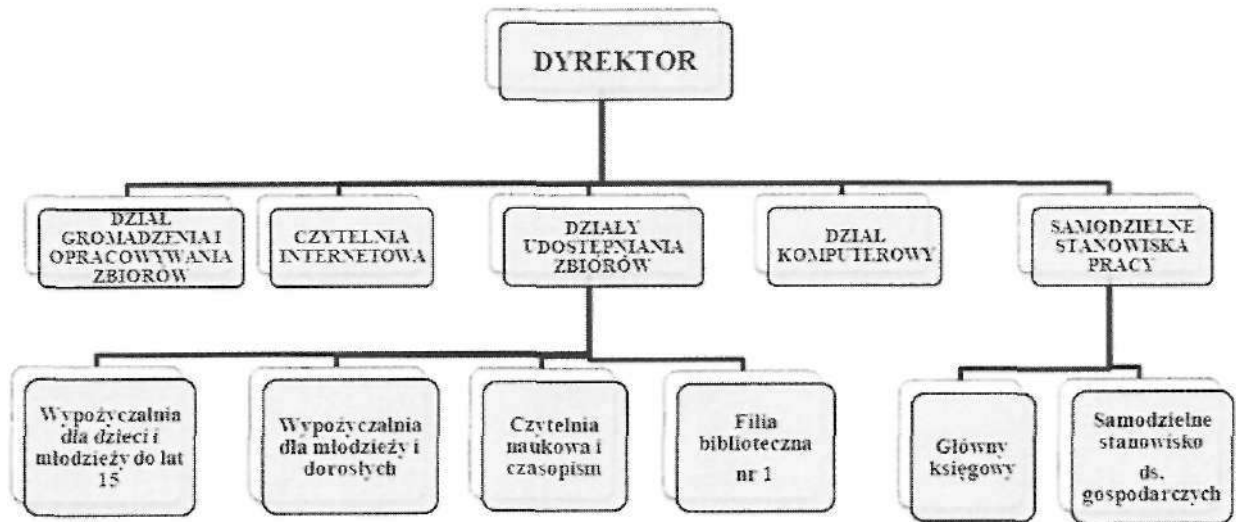 DYREKTOR
DZIAŁ
GROMADZENIA I
OPRACOWYWANIA
ZBIORÓW
CZYTELNIA
INTERNETOWA
DZIAŁY
UDOSTĘPNIANIA
ZBIORÓW
DZIAŁ
KOMPUTEROWY
SAMODZIELNE
STANOWISKA
PRACY
Wypożyczalnia
dla dzieci i
młodzieży do lat
15
Wypożyczalnia
dla młodzieży i
dorosłych
Czytelnia
naukowa i
czasopism
Filia
biblioteczna
nr 1
Główny
księgowy
Samodzielne
stanowisko
ds.
gospodarczych